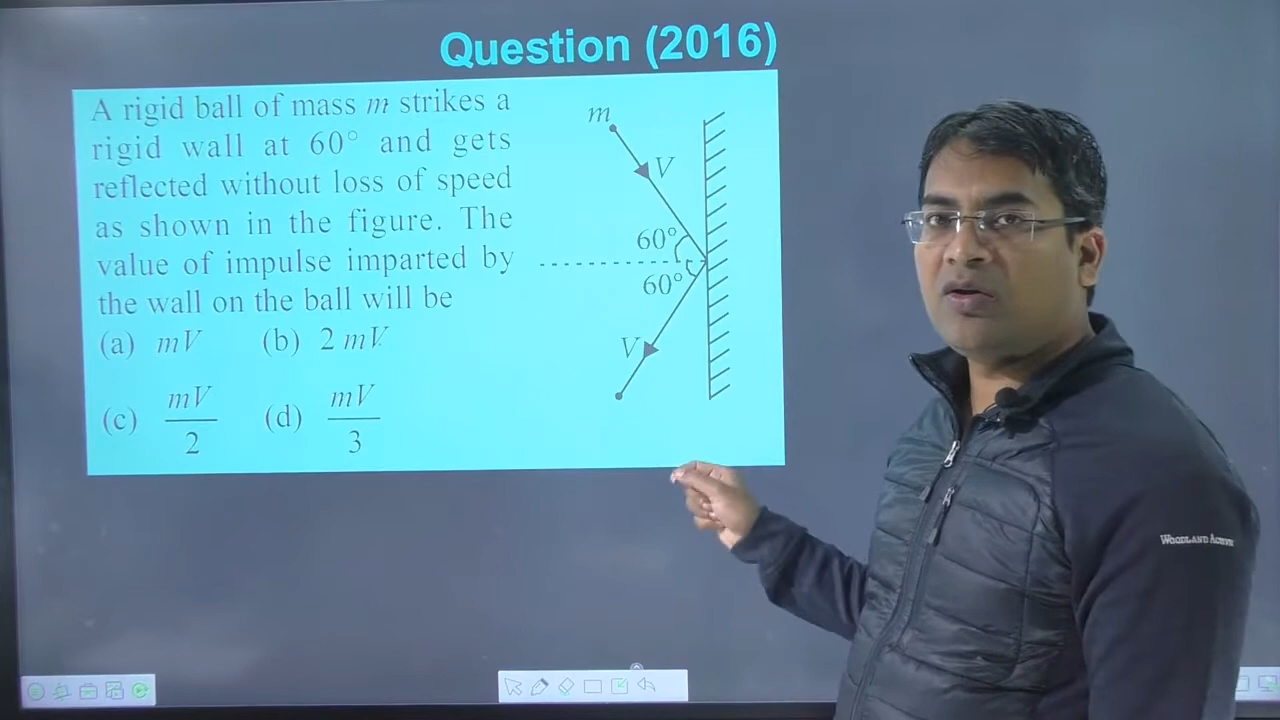 Question (2016)
A rigid ball of mass m strikes a
rigid wall at 60° and gets
reflected without loss of speed
as shown in the figure. The
value of impulse imparted by
the wall on the ball will be
(a) mV (b) 2 mV
(c) mV/2 (d) mV/3
m
V
60°
60°
V
WOODLAND ACTIVE